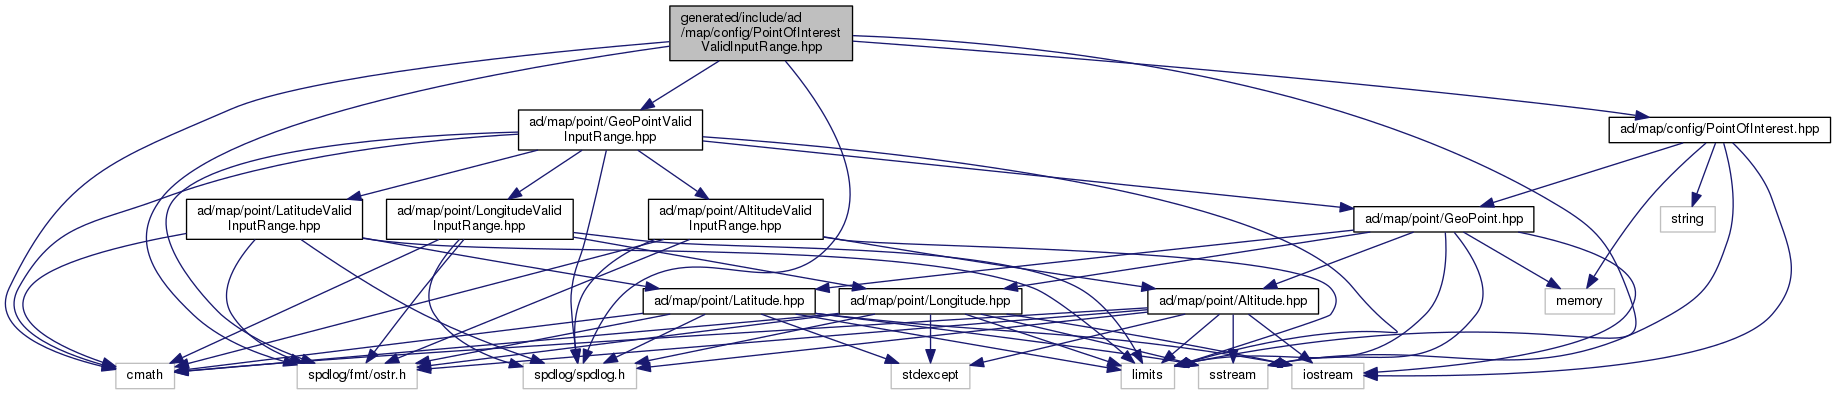 generated/include/ad
/map/config/PointOfInterest
ValidInputRange.hpp
ad/map/point/GeoPointValid
InputRange.hpp
ad/map/config/PointOfInterest.hpp
ad/map/point/LatitudeValid
InputRange.hpp
ad/map/point/LongitudeValid
InputRange.hpp
ad/map/point/AltitudeValid
InputRange.hpp
ad/map/point/GeoPoint.hpp
string
ad/map/point/Latitude.hpp
ad/map/point/Longitude.hpp
ad/map/point/Altitude.hpp
memory
cmath
spdlog/fmt/ostr.h
spdlog/spdlog.h
stdexcept
limits
sstream
iostream